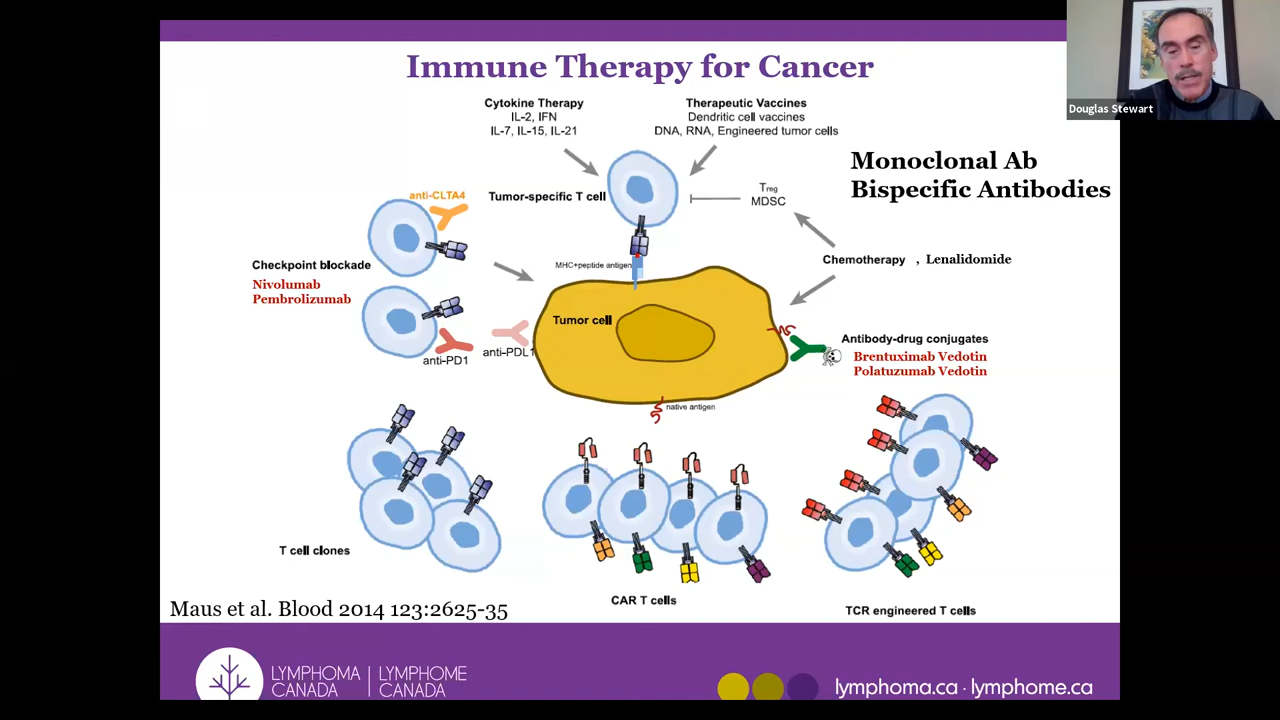 Immune Therapy for Cancer
Douglas Stewart
Cytokine Therapy
IL-2, IFN
IL-7, IL-15, IL-21
Therapeutic Vaccines
Dendritic cell vaccines
DNA, RNA, Engineered tumor cells
Monoclonal Ab
Bispecific Antibodies
anti-CLTA4
Tumor-specific T cell
Treg
MDSC
Checkpoint blockade
Nivolumab
Pembrolizumab
MHC+peptide antigen
Chemotherapy , Lenalidomide
Tumor cell
anti-PD1
anti-PDL1
Antibody-drug conjugates
Brentuximab Vedotin
Polatuzumab Vedotin
native antigen
T cell clones
CAR T cells
TCR engineered T cells
Maus et al. Blood 2014 123:2625-35
LYMPHOMA
CANADA
LYMPHOME
CANADA
lymphoma.ca · lymphome.ca